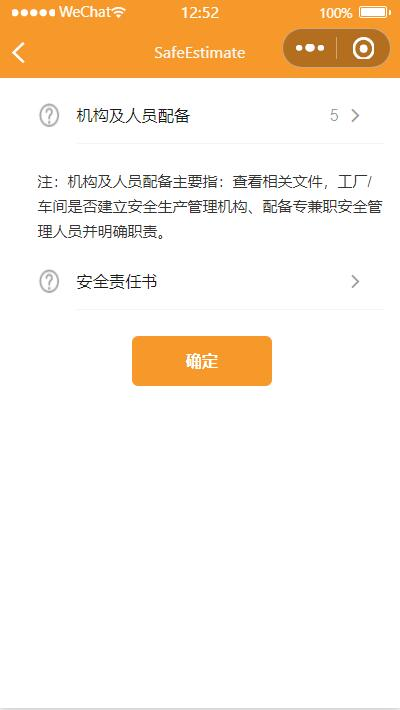 WeChat 12:52 100%
SafeEstimate
机构及人员配备 5
注：机构及人员配备主要指：查看相关文件，工厂/
车间是否建立安全生产管理机构、配备专兼职安全管
理人员并明确职责。
安全责任书
确定